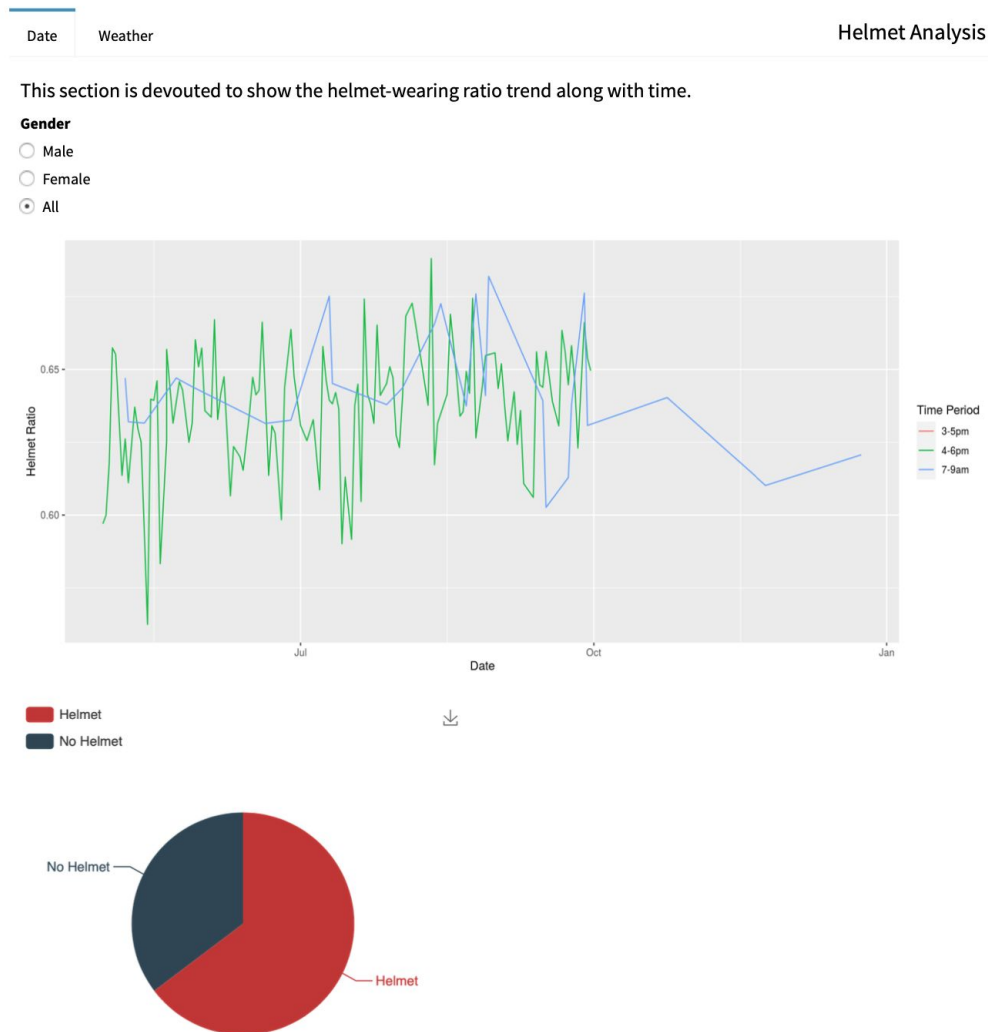 Date
Weather
Helmet Analysis
This section is devouted to show the helmet-wearing ratio trend along with time.
Gender
Male
Female
All
Helmet Ratio
0.65
0.60
Jul
Oct
Jan
Date
Time Period
3-5pm
4-6pm
7-9am
Helmet
No Helmet
No Helmet
Helmet